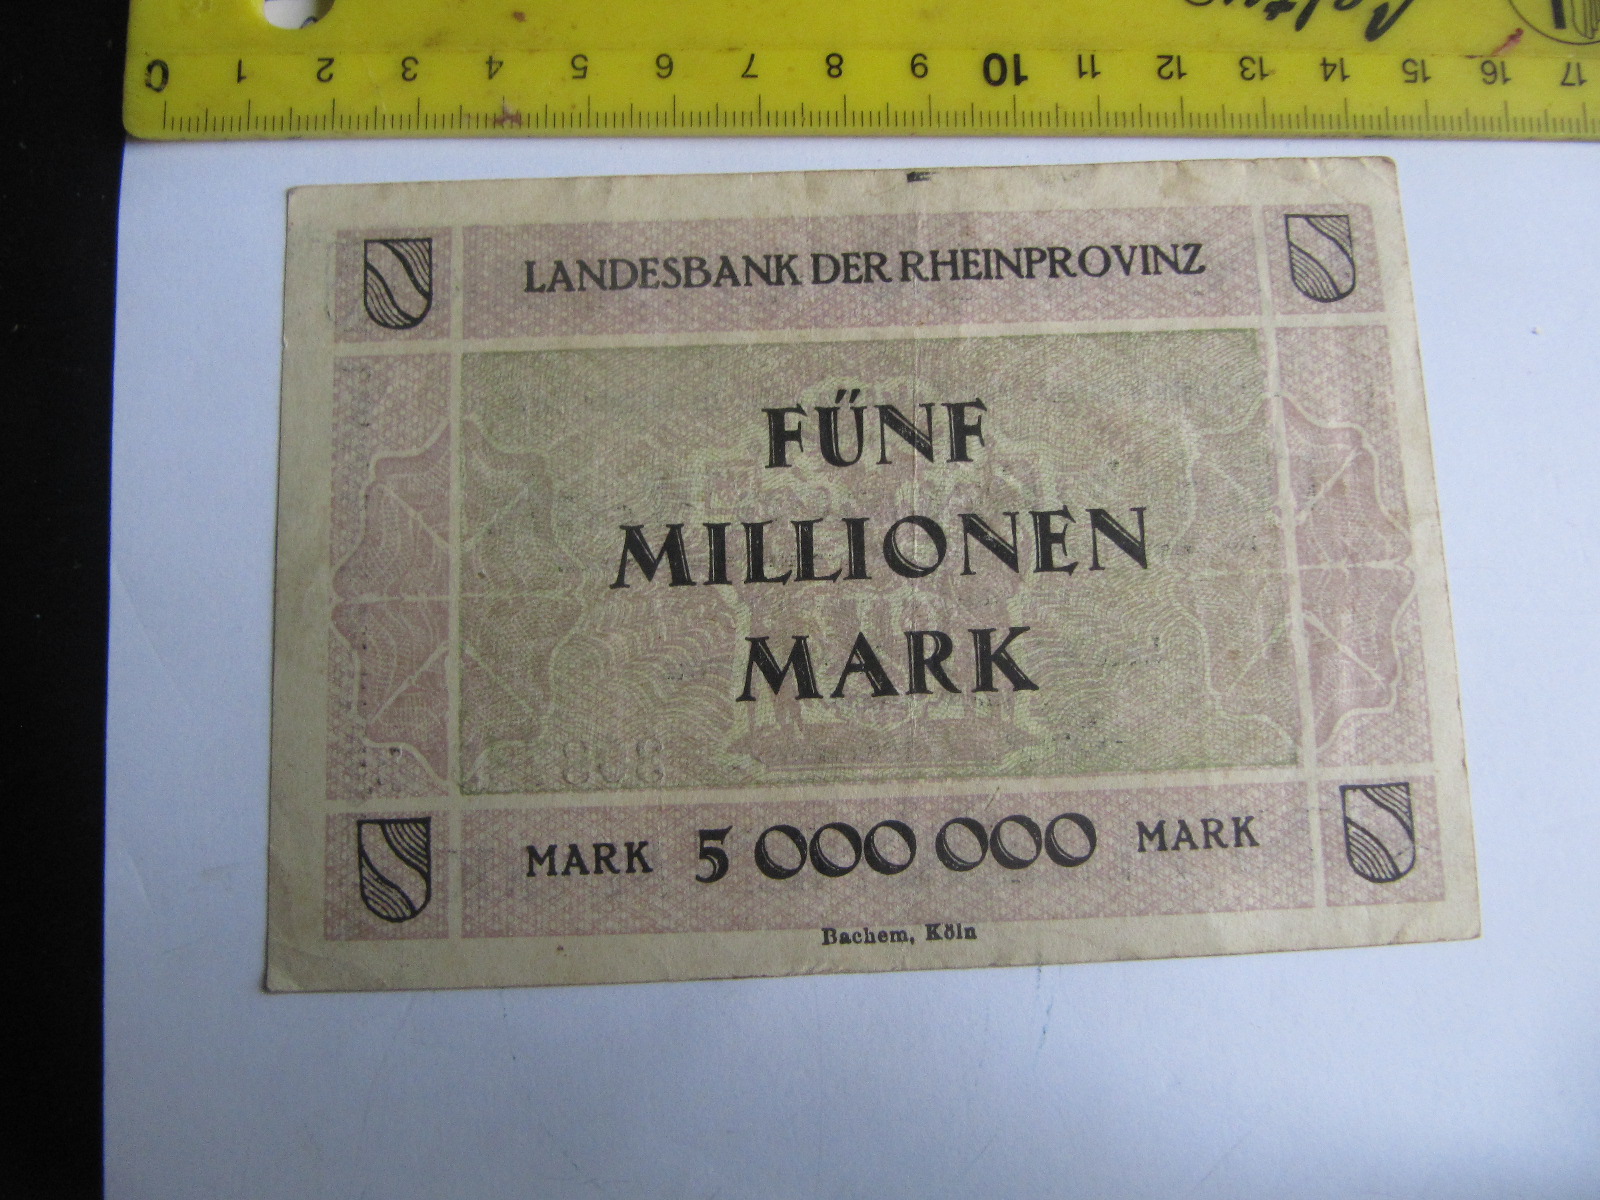 0 1 2 3 4 5 6 7 8 9 10 11 12 13 14 15 16 17
LANDESBANK DER RHEINPROVINZ
FÜNF
MILLIONEN
MARK
MARK 5 000 000 MARK
Bachem, Köln